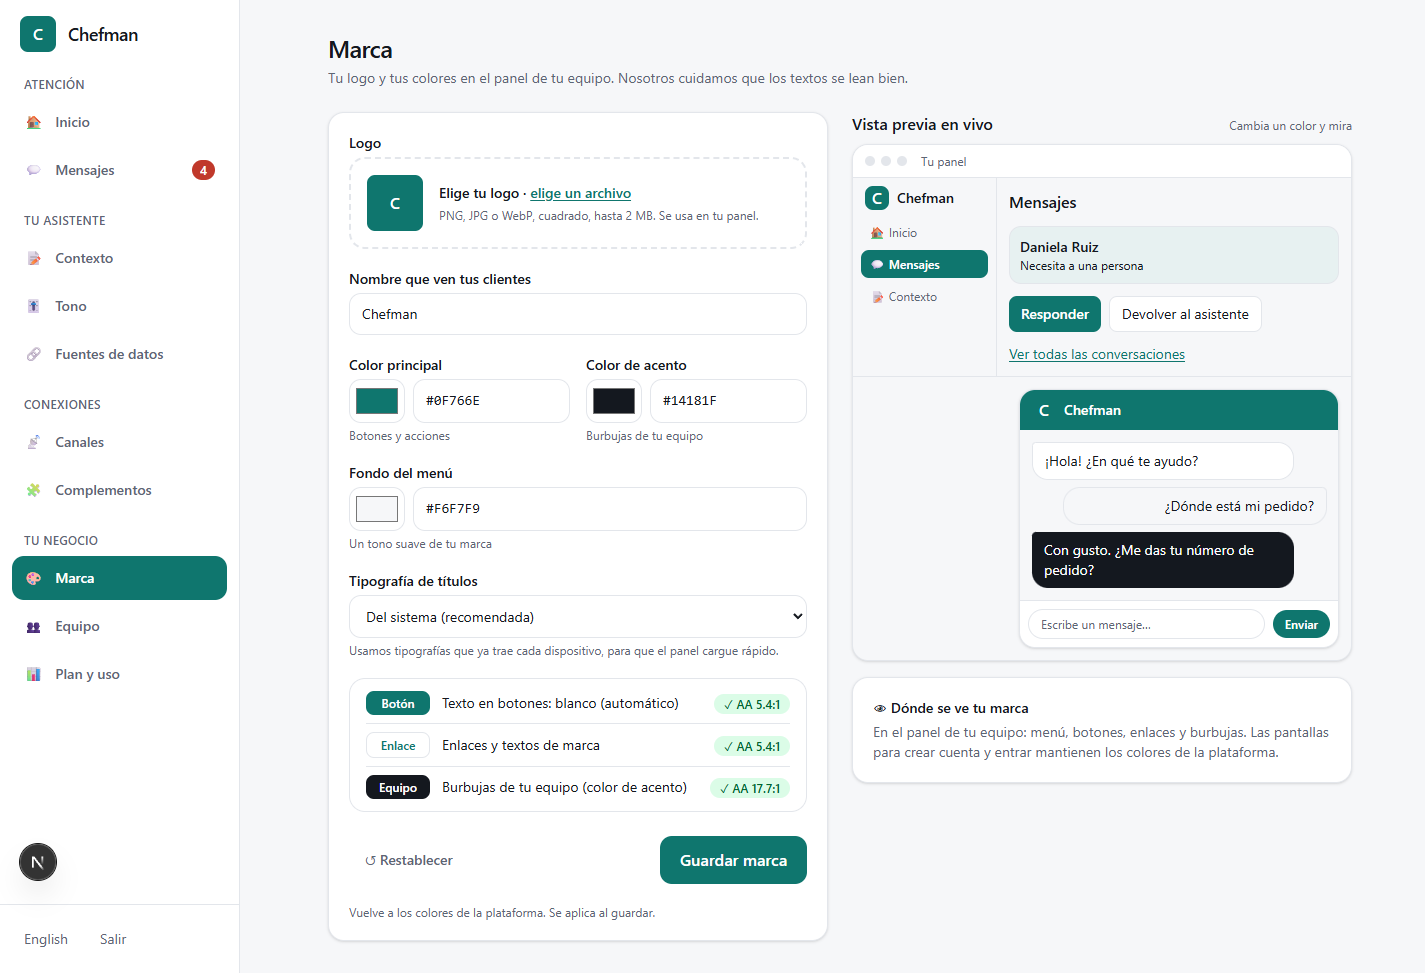 C Chefman
ATENCIÓN
Inicio
Mensajes 4
TU ASISTENTE
Contexto
Tono
Fuentes de datos
CONEXIONES
Canales
Complementos
TU NEGOCIO
Marca
Equipo
Plan y uso
N
English Salir
Marca
Tu logo y tus colores en el panel de tu equipo. Nosotros cuidamos que los textos se lean bien.
Logo
C
Elige tu logo · elige un archivo
PNG, JPG o WebP, cuadrado, hasta 2 MB. Se usa en tu panel.
Nombre que ven tus clientes
Chefman
Color principal Color de acento
#0F766E #14181F
Botones y acciones Burbujas de tu equipo
Fondo del menú
#F6F7F9
Un tono suave de tu marca
Tipografía de títulos
Del sistema (recomendada)
Usamos tipografías que ya trae cada dispositivo, para que el panel cargue rápido.
Botón Texto en botones: blanco (automático) ✓ AA 5.4:1
Enlace Enlaces y textos de marca ✓ AA 5.4:1
Equipo Burbujas de tu equipo (color de acento) ✓ AA 17.7:1
↺ Restablecer Guardar marca
Vuelve a los colores de la plataforma. Se aplica al guardar.
Vista previa en vivo Cambia un color y mira
Tu panel
C Chefman
Inicio
Mensajes
Contexto
Mensajes
Daniela Ruiz
Necesita a una persona
Responder Devolver al asistente
Ver todas las conversaciones
C Chefman
¡Hola! ¿En qué te ayudo?
¿Dónde está mi pedido?
Con gusto. ¿Me das tu número de
pedido?
Escribe un mensaje... Enviar
Dónde se ve tu marca
En el panel de tu equipo: menú, botones, enlaces y burbujas. Las pantallas
para crear cuenta y entrar mantienen los colores de la plataforma.